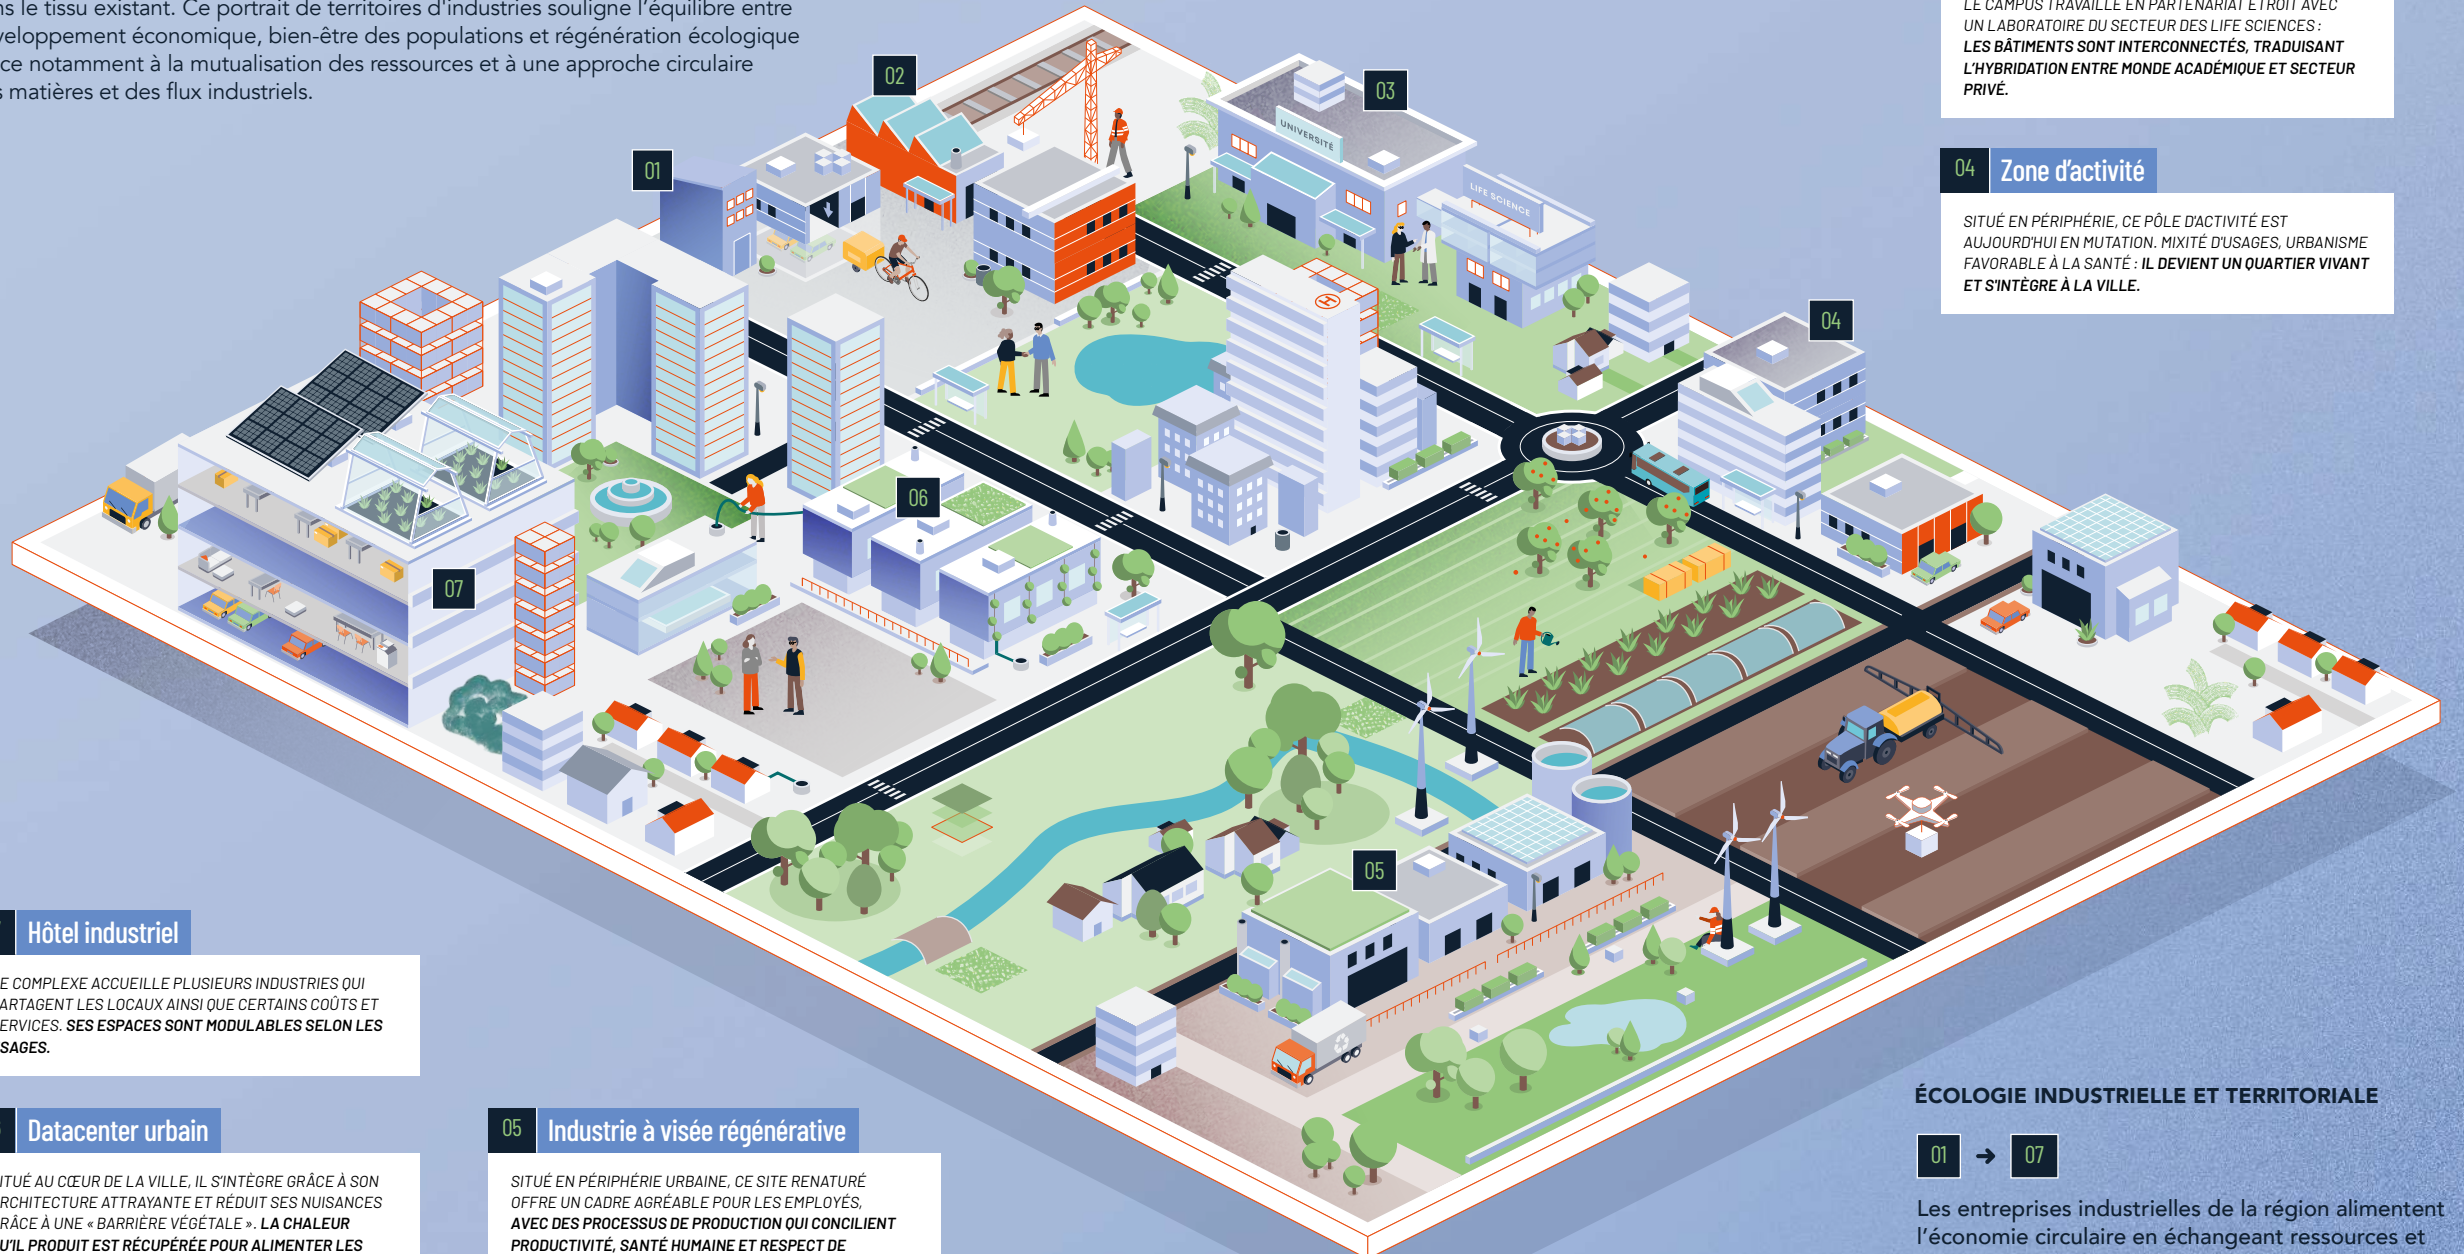 ns le tissu existant. Ce portrait de territoires d'industries souligne l'équilibre entre
veloppement économique, bien-être des populations et régénération écologique
ce notamment à la mutualisation des ressources et à une approche circulaire
s matières et des flux industriels.
LE CAMPUS TRAVAILLE EN PARTENARIAT ÉTROIT AVEC
UN LABORATOIRE DU SECTEUR DES LIFE SCIENCES :
LES BÂTIMENTS SONT INTERCONNECTÉS, TRADUISANT
L'HYBRIDATION ENTRE MONDE ACADÉMIQUE ET SECTEUR
PRIVÉ.
04 Zone d'activité
SITUÉ EN PÉRIPHÉRIE, CE PÔLE D'ACTIVITÉ EST
AUJOURD'HUI EN MUTATION. MIXITÉ D'USAGES, URBANISME
FAVORABLE À LA SANTÉ : IL DEVIENT UN QUARTIER VIVANT
ET S'INTÈGRE À LA VILLE.
02
03
01
UNIVERSITÉ
LIFE SCIENCE
H
04
06
07
05
Hôtel industriel
E COMPLEXE ACCUEILLE PLUSIEURS INDUSTRIES QUI
ARTAGENT LES LOCAUX AINSI QUE CERTAINS COÛTS ET
ERVICES. SES ESPACES SONT MODULABLES SELON LES
SAGES.
Datacenter urbain
ITUÉ AU CŒUR DE LA VILLE, IL S'INTÈGRE GRÂCE À SON
RCHITECTURE ATTRAYANTE ET RÉDUIT SES NUISANCES
RÂCE À UNE « BARRIÈRE VÉGÉTALE ». LA CHALEUR
U'IL PRODUIT EST RÉCUPÉRÉE POUR ALIMENTER LES
05 Industrie à visée régénérative
SITUÉ EN PÉRIPHÉRIE URBAINE, CE SITE RENATURÉ
OFFRE UN CADRE AGRÉABLE POUR LES EMPLOYÉS,
AVEC DES PROCESSUS DE PRODUCTION QUI CONCILIENT
PRODUCTIVITÉ, SANTÉ HUMAINE ET RESPECT DE
ÉCOLOGIE INDUSTRIELLE ET TERRITORIALE
01 → 07
Les entreprises industrielles de la région alimentent
l'économie circulaire en échangeant ressources et